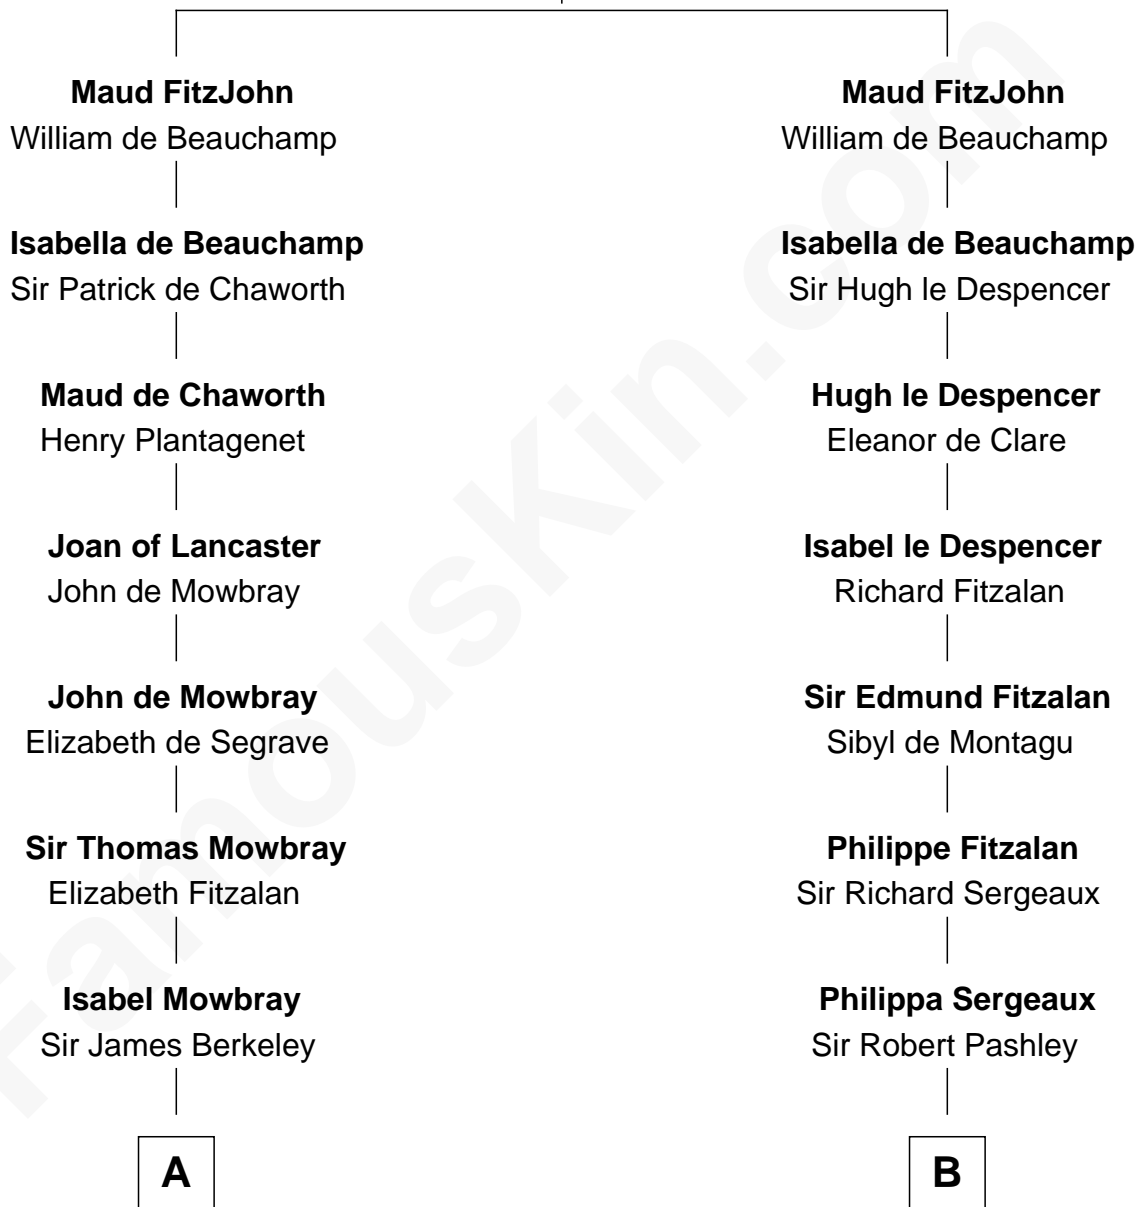 Maud FitzJohn
William de Beauchamp
Isabella de Beauchamp
Sir Patrick de Chaworth
Maud de Chaworth
Henry Plantagenet
Joan of Lancaster
John de Mowbray
John de Mowbray
Elizabeth de Segrave
Sir Thomas Mowbray
Elizabeth Fitzalan
Isabel Mowbray
Sir James Berkeley
A
Maud FitzJohn
William de Beauchamp
Isabella de Beauchamp
Sir Hugh le Despencer
Hugh le Despencer
Eleanor de Clare
Isabel le Despencer
Richard Fitzalan
Sir Edmund Fitzalan
Sibyl de Montagu
Philippe Fitzalan
Sir Richard Sergeaux
Philippa Sergeaux
Sir Robert Pashley
B
FamousKin.com